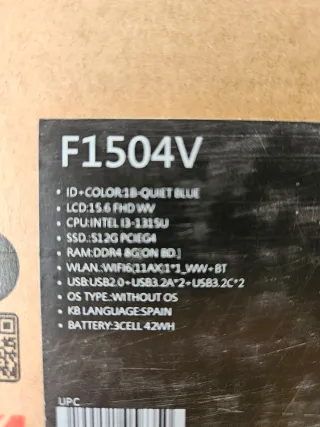 F1504V
• ID+COLOR:1B-QUIET BLUE
• LCD:15.6 FHD WV
• CPU:INTEL I3-1315U
• SSD.:512G PCIEG4
• RAM:DDR4 8G[ON BD.]
• WLAN.:WIFI6(11AX)1*1_WW+BT
• USB:USB2.0+USB3.2A*2+USB3.2C*2
• OS TYPE.:WITHOUT OS
• KB LANGUAGE:SPAIN
• BATTERY:3CELL 42WH
UPC